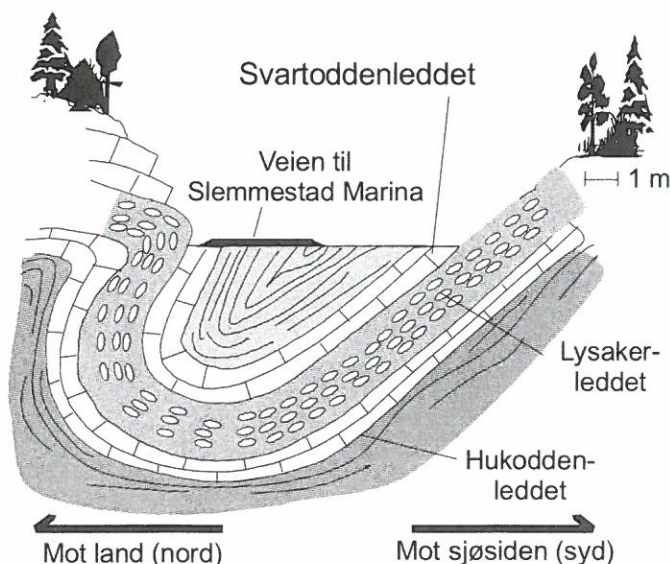 Svartoddenleddet
Veien til
Slemmestad Marina
1 m
Lysaker-
leddet
Hukodden-
leddet
Mot land (nord)
Mot sjøsiden (syd)